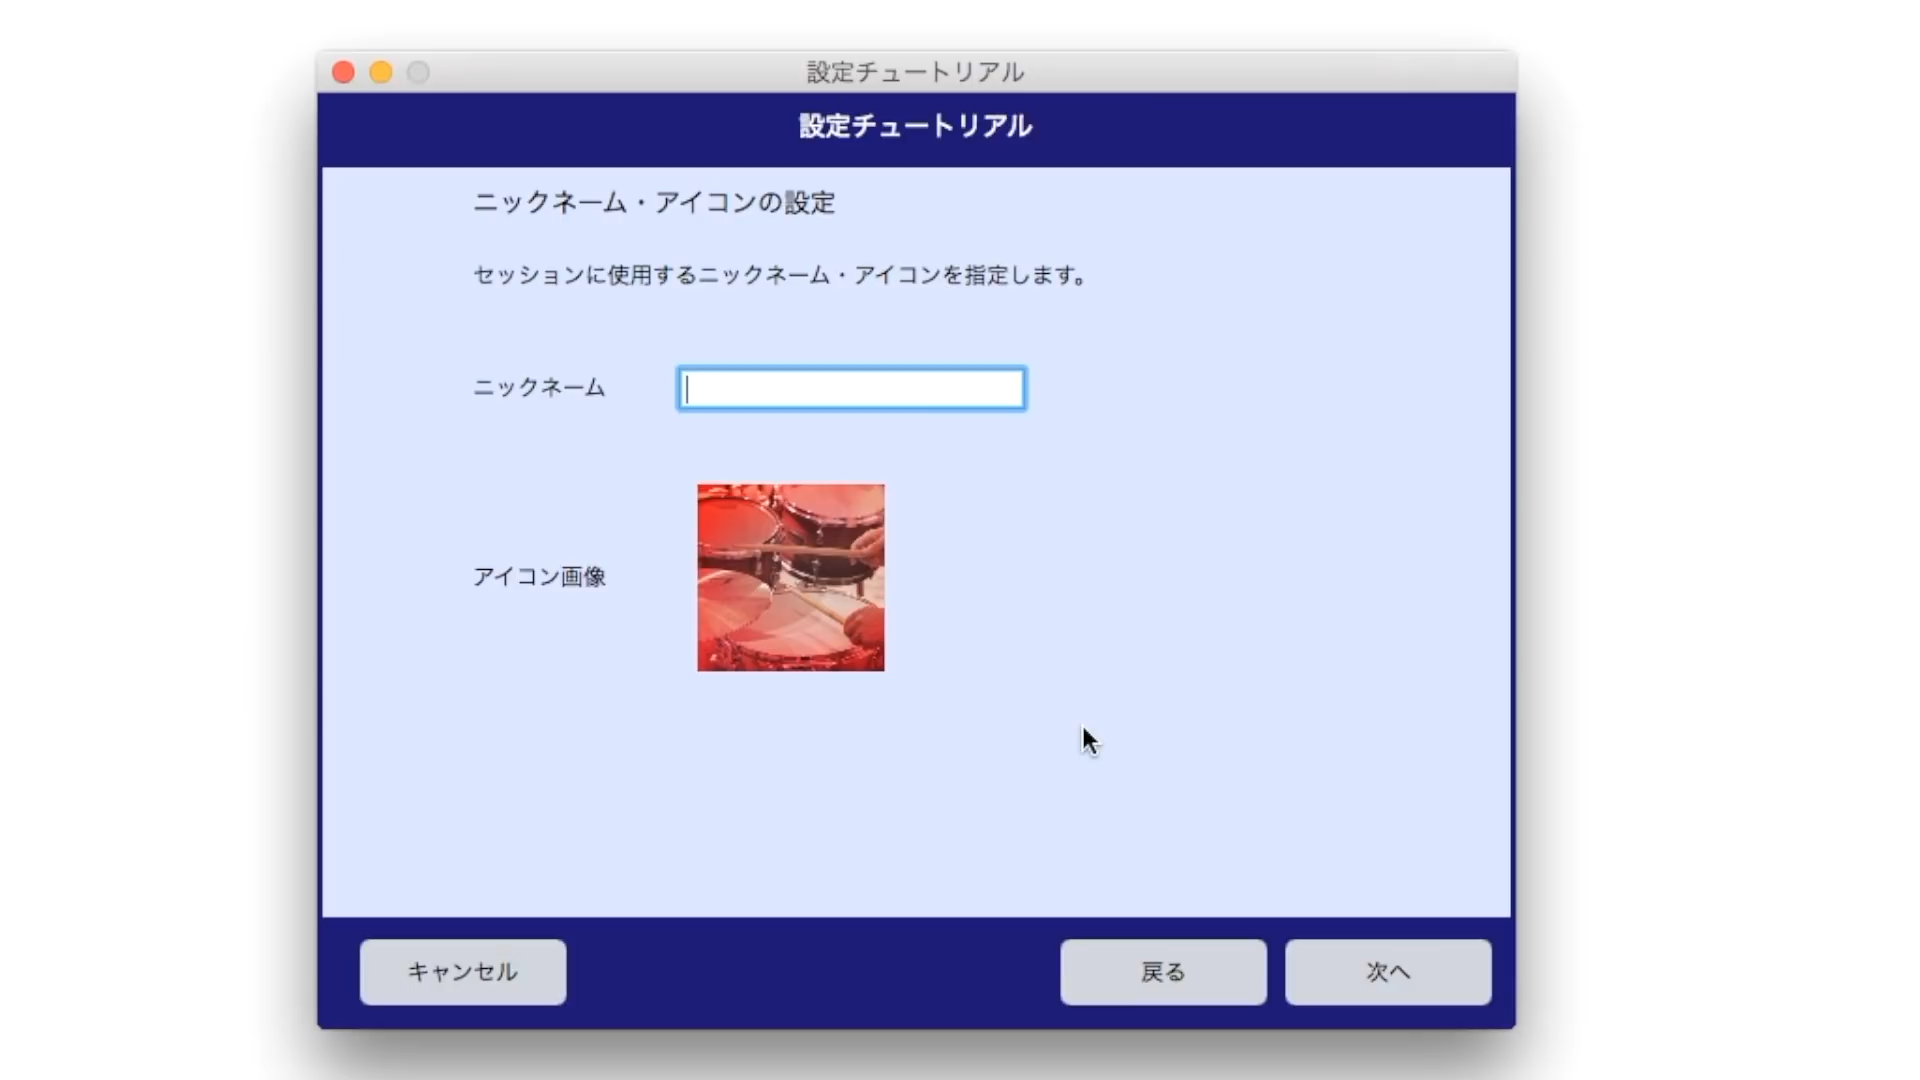 設定チュートリアル
設定チュートリアル
ニックネーム・アイコンの設定
セッションに使用するニックネーム・アイコンを指定します。
ニックネーム
アイコン画像
キャンセル
戻る
次へ